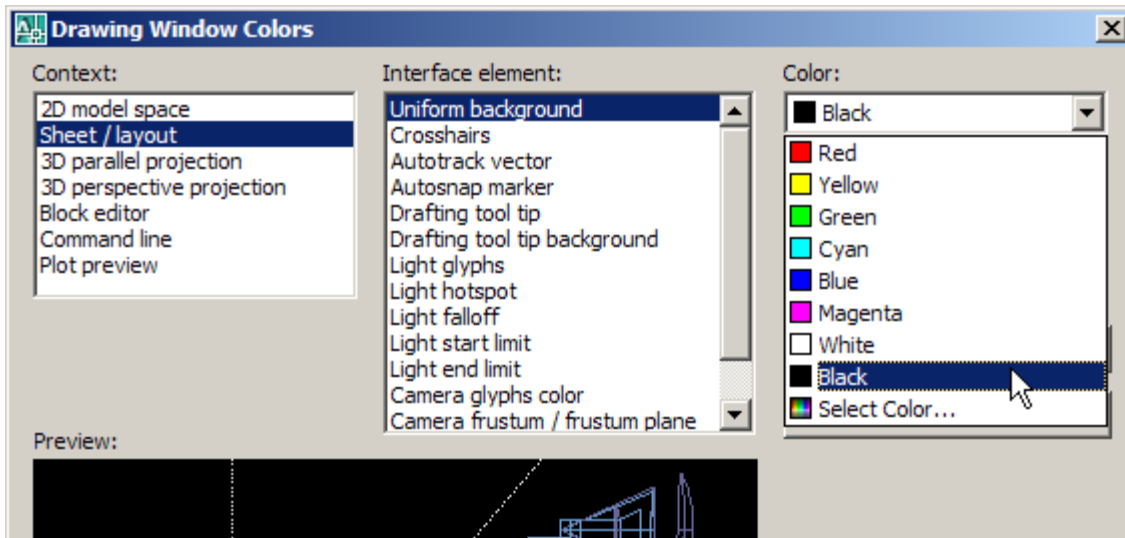 Drawing Window Colors
Context:
2D model space
Sheet / layout
3D parallel projection
3D perspective projection
Block editor
Command line
Plot preview
Interface element:
Uniform background
Crosshairs
Autotrack vector
Autosnap marker
Drafting tool tip
Drafting tool tip background
Light glyphs
Light hotspot
Light falloff
Light start limit
Light end limit
Camera glyphs color
Camera frustum / frustum plane
Color:
Black
Red
Yellow
Green
Cyan
Blue
Magenta
White
Black
Select Color...
Preview: